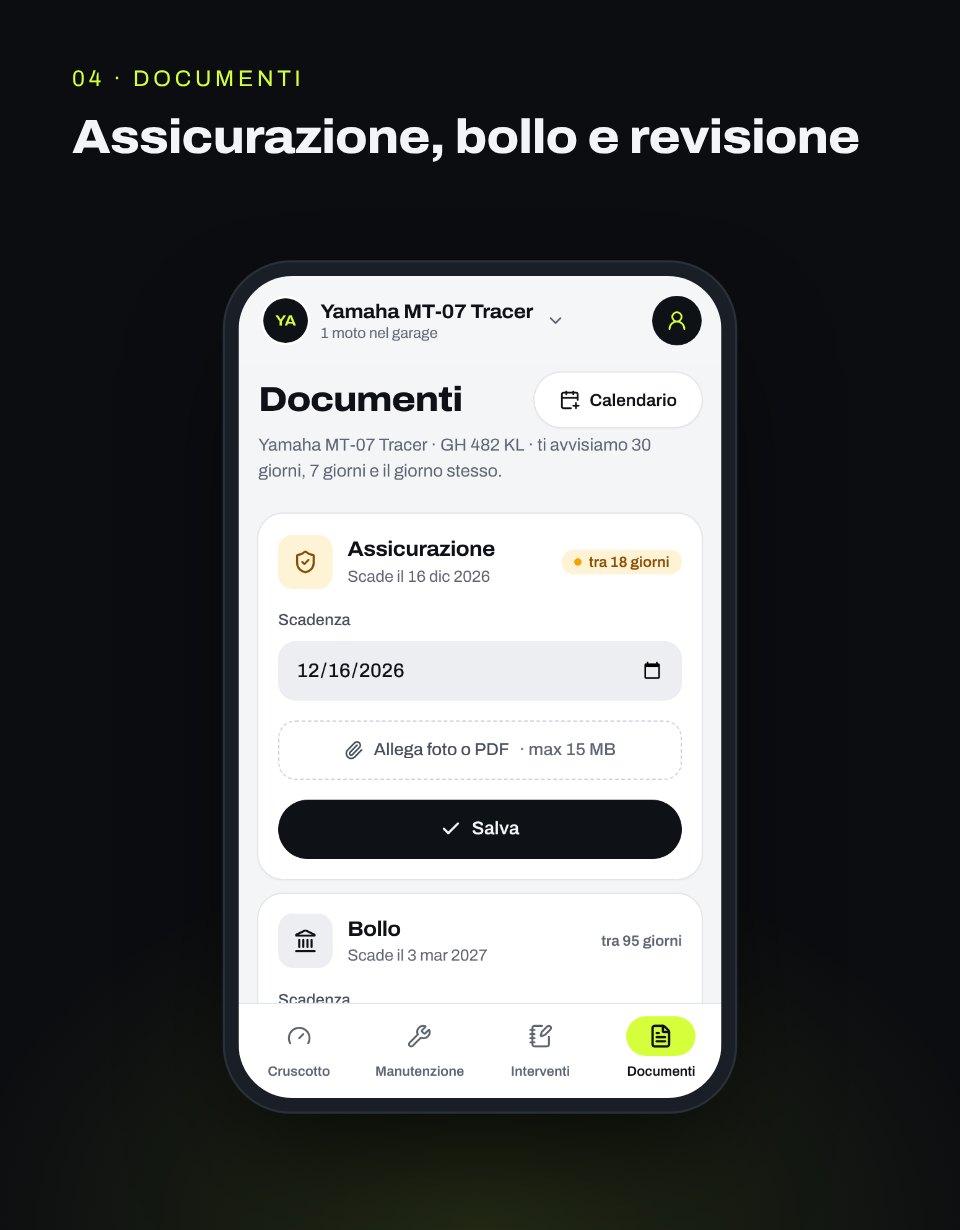 04 · DOCUMENTI
Assicurazione, bollo e revisione
YA
Yamaha MT-07 Tracer
1 moto nel garage
Documenti
Calendario
Yamaha MT-07 Tracer · GH 482 KL · ti avvisiamo 30
giorni, 7 giorni e il giorno stesso.
Assicurazione
Scade il 16 dic 2026
tra 18 giorni
Scadenza
12/16/2026
Allega foto o PDF · max 15 MB
Salva
Bollo
Scade il 3 mar 2027
tra 95 giorni
Scadenza
Cruscotto
Manutenzione
Interventi
Documenti